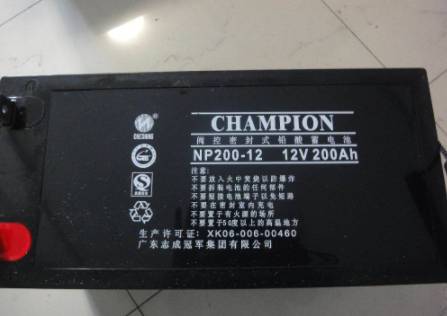 CHAMPION
阀控密封式铅酸蓄电池
NP200-12 12V200Ah
注意:
不要放入火中焚烧以防爆炸
不要拆装电池的任何部件
不要短接电池端子以免短路
不要在密封室内充电
不要置于有火源的场所
不要置于50度以上的高温地方
生产许可证: XK06-006-00460
广东志成冠军集团有限公司